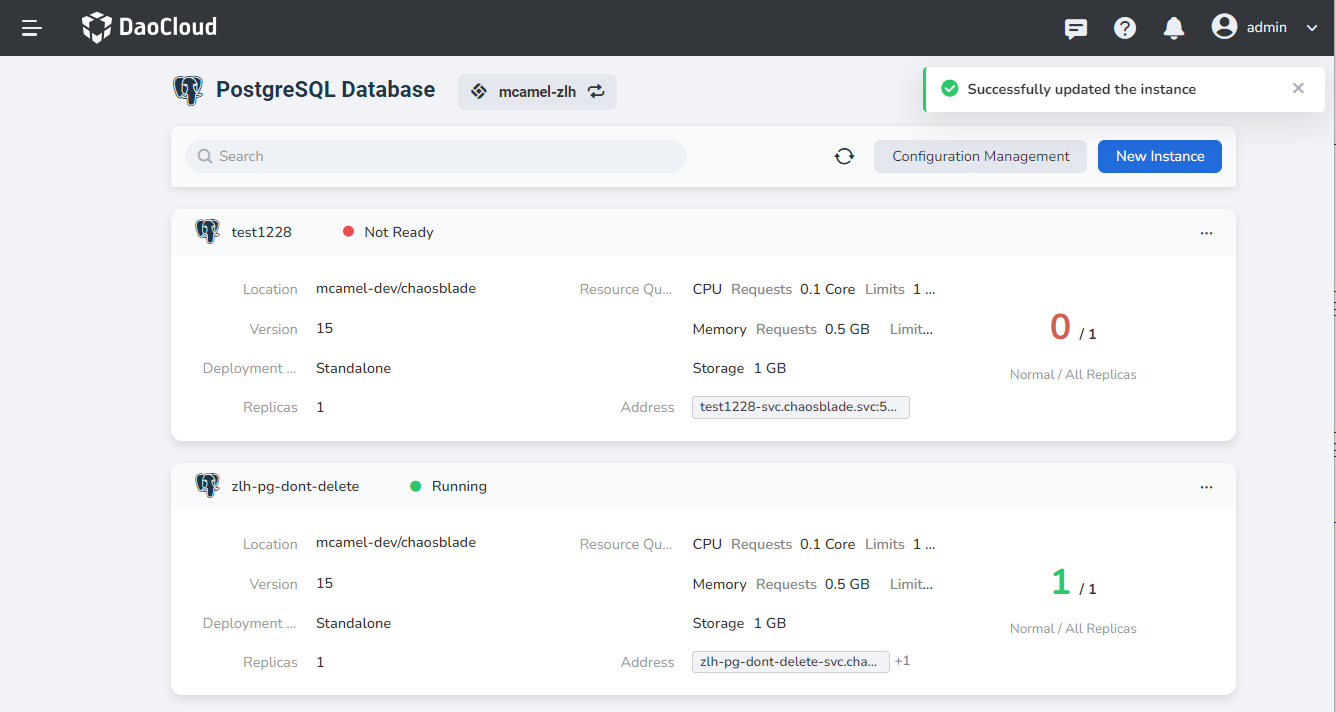 DaoCloud
admin
PostgreSQL Database
mcamel-zlh
Successfully updated the instance
Search
Configuration Management
New Instance
test1228
Not Ready
...
Location mcamel-dev/chaosblade
Resource Qu... CPU Requests 0.1 Core Limits 1 ...
Version 15
Memory Requests 0.5 GB Limit...
0 / 1
Deployment ... Standalone
Storage 1 GB
Normal / All Replicas
Replicas 1
Address test1228-svc.chaosblade.svc:5...
zlh-pg-dont-delete
Running
...
Location mcamel-dev/chaosblade
Resource Qu... CPU Requests 0.1 Core Limits 1 ...
Version 15
Memory Requests 0.5 GB Limit...
1 / 1
Deployment ... Standalone
Storage 1 GB
Normal / All Replicas
Replicas 1
Address zlh-pg-dont-delete-svc.cha... +1